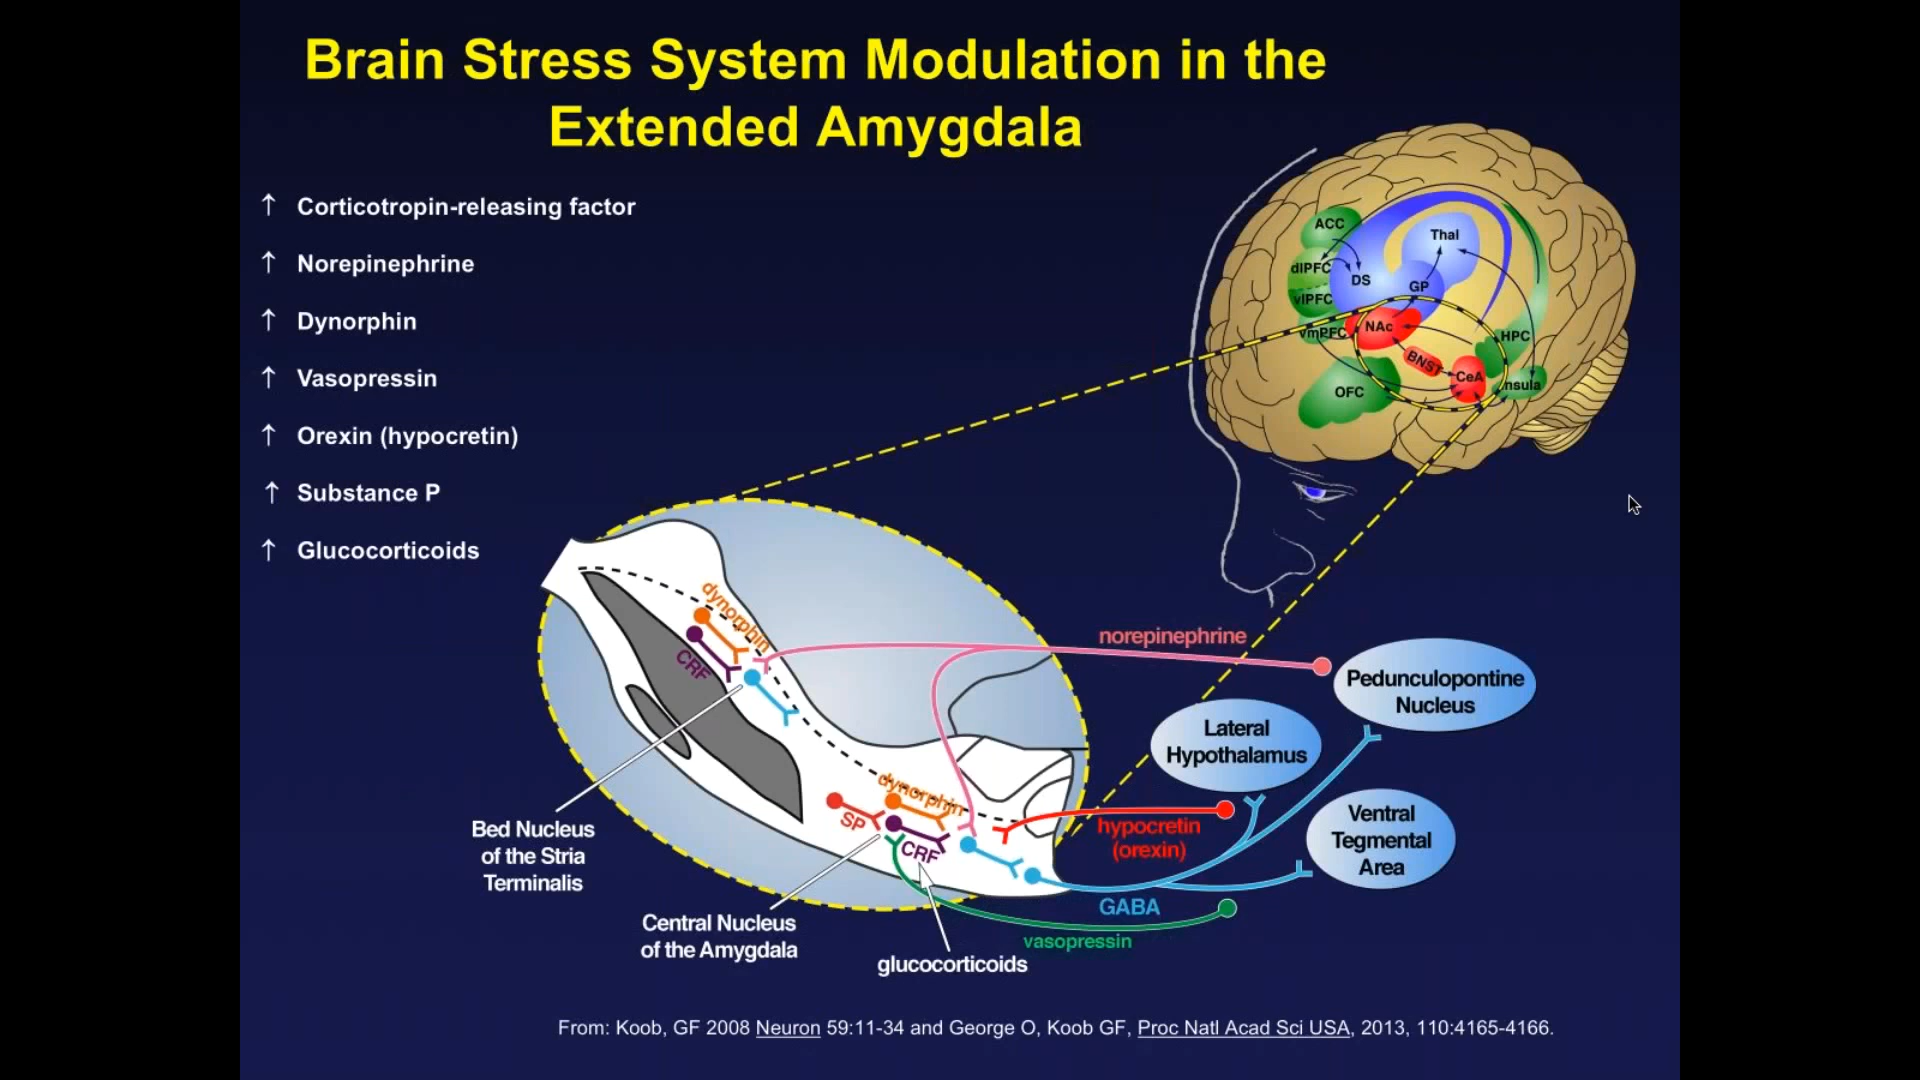 Brain Stress System Modulation in the
Extended Amygdala
↑ Corticotropin-releasing factor
↑ Norepinephrine
↑ Dynorphin
↑ Vasopressin
↑ Orexin (hypocretin)
↑ Substance P
↑ Glucocorticoids
ACC
Thal
dlPFC
DS
GP
vlPFC
vmPFC
NAc
HPC
BNST
CeA
nsula
OFC
dynorphin
CRF
norepinephrine
Pedunculopontine
Nucleus
Lateral
Hypothalamus
dynorphin
SP
CRF
hypocretin
(orexin)
Ventral
Tegmental
Area
Bed Nucleus
of the Stria
Terminalis
Central Nucleus
of the Amygdala
GABA
vasopressin
glucocorticoids
From: Koob, GF 2008 Neuron 59:11-34 and George O, Koob GF, Proc Natl Acad Sci USA, 2013, 110:4165-4166.